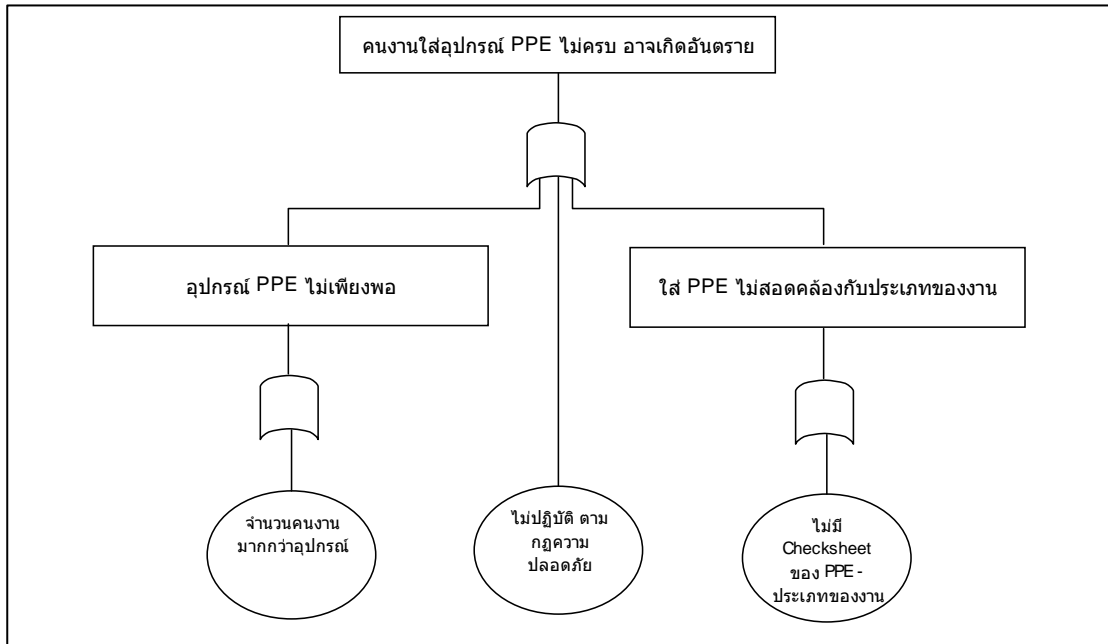 คนงานใส่อุปกรณ์ PPE ไม่ครบ อาจเกิดอันตราย
อุปกรณ์ PPE ไม่เพียงพอ
ใส่ PPE ไม่สอดคล้องกับประเภทของงาน
จำนวนคนงาน
มากกว่าอุปกรณ์
ไม่ปฏิบัติ ตาม
กฏความ
ปลอดภัย
ไม่มี
Checksheet
ของ PPE -
ประเภทของงาน